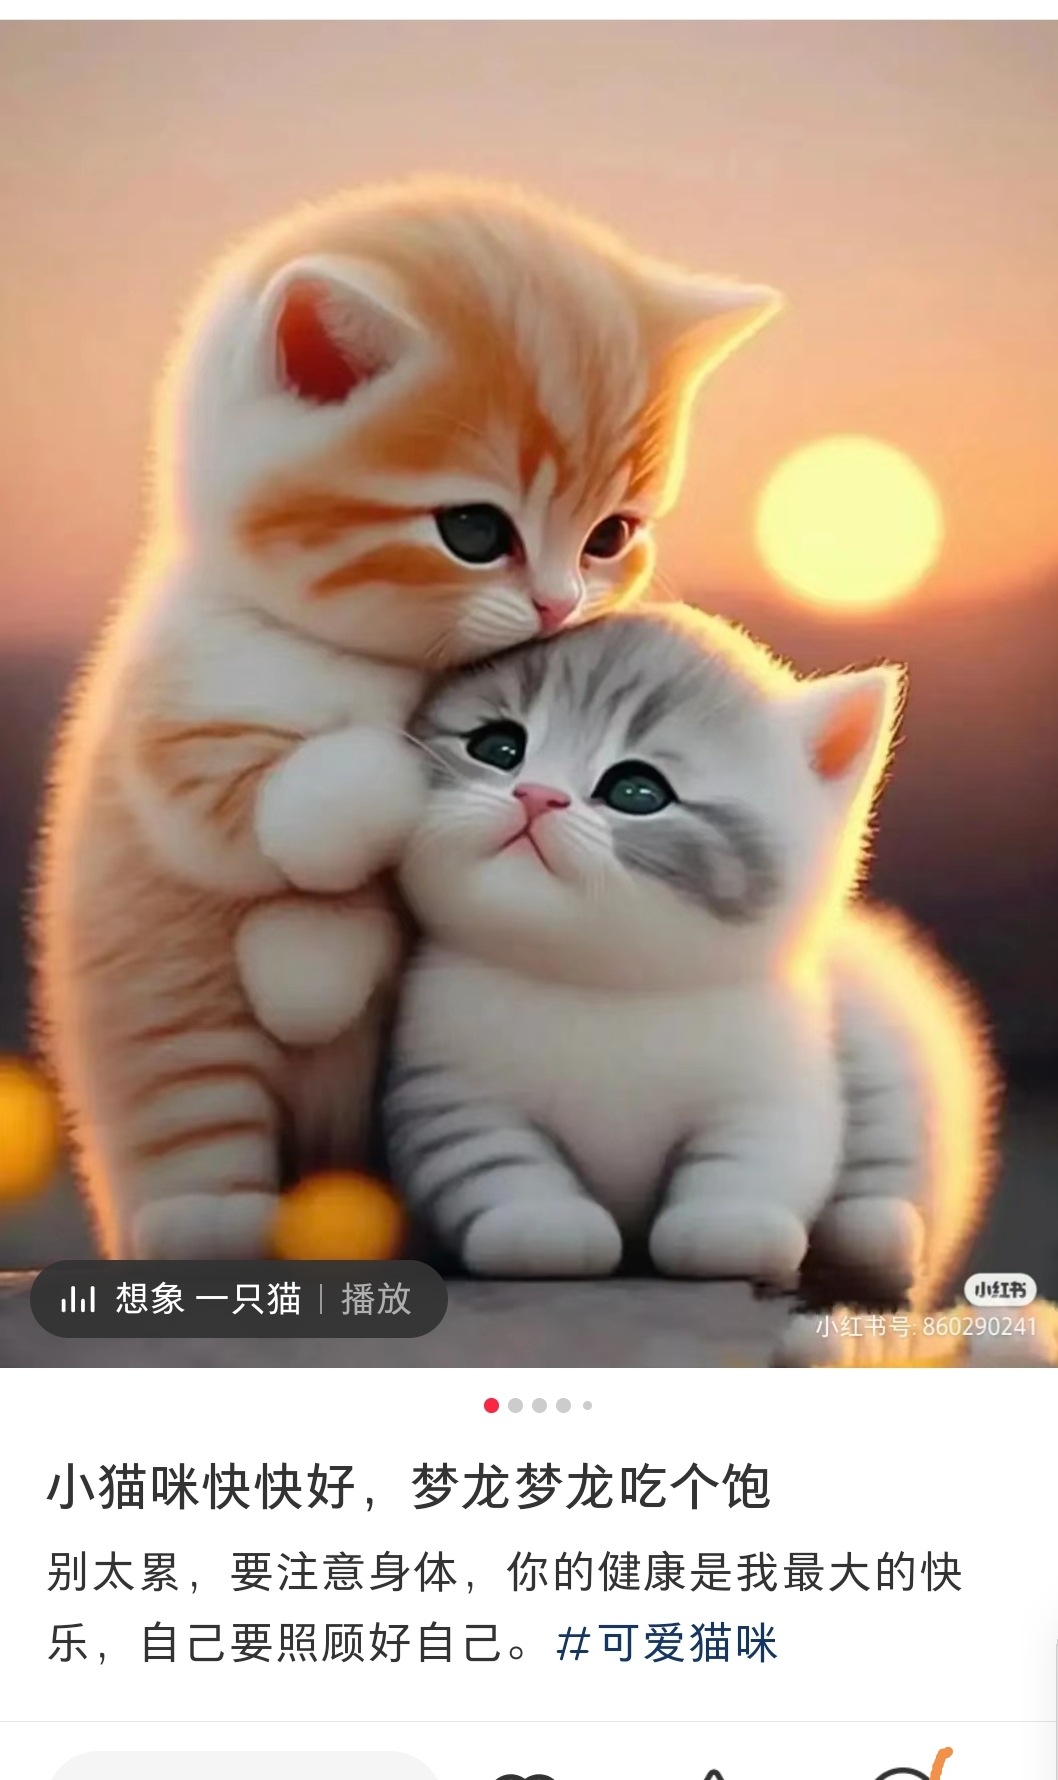 想象 一只猫 | 播放
小红书
小红书号: 860290241
小猫咪快快好，梦龙梦龙吃个饱
别太累，要注意身体，你的健康是我最大的快
乐，自己要照顾好自己。#可爱猫咪